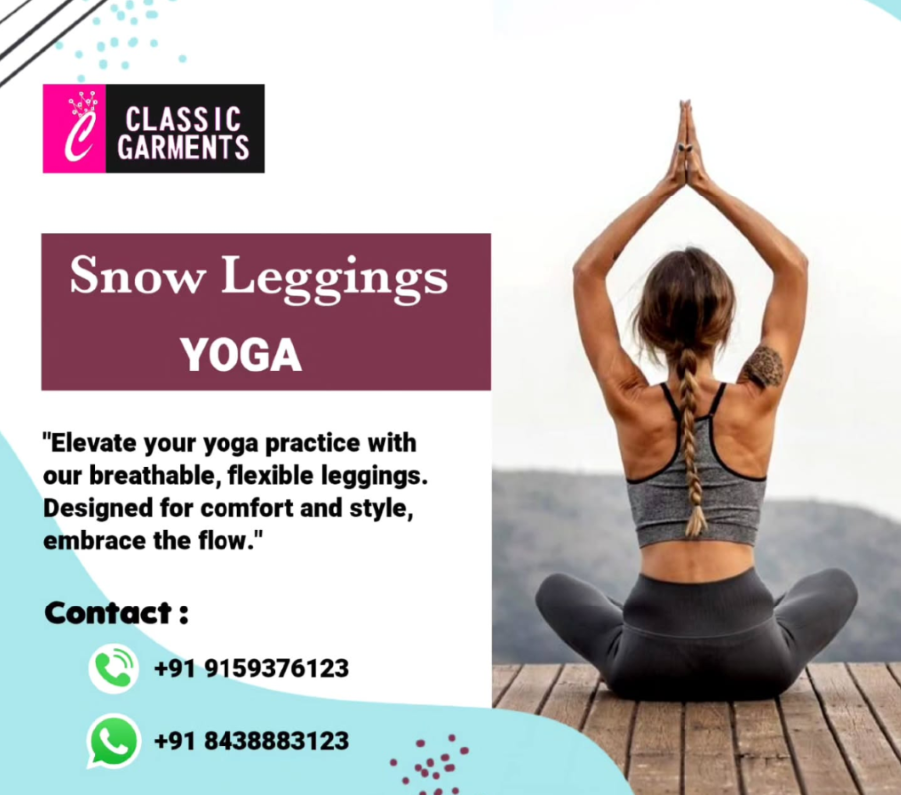 C
CLASSIC
GARMENTS
Snow Leggings
YOGA
"Elevate your yoga practice with
our breathable, flexible leggings.
Designed for comfort and style,
embrace the flow."
Contact :
+91 9159376123
+91 8438883123